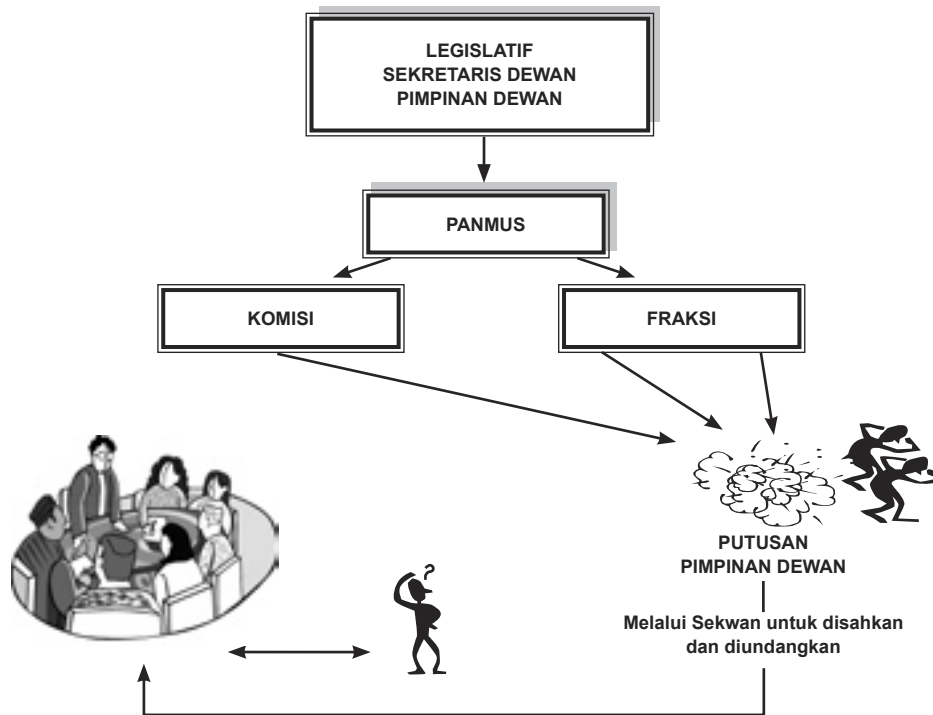 LEGISLATIF
SEKRETARIS DEWAN
PIMPINAN DEWAN
PANMUS
KOMISI
FRAKSI
?
PUTUSAN
PIMPINAN DEWAN
Melalui Sekwan untuk disahkan
dan diundangkan